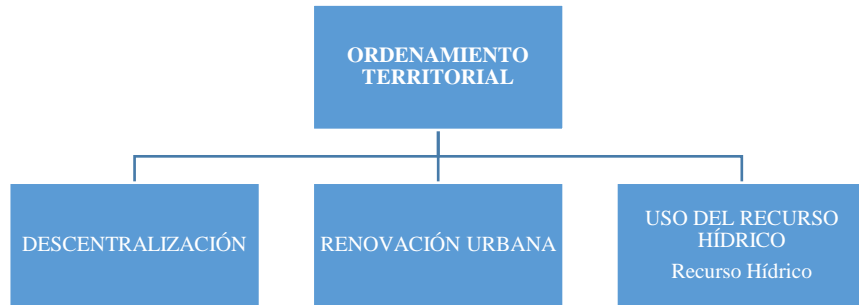 ORDENAMIENTO
TERRITORIAL
DESCENTRALIZACIÓN
RENOVACIÓN URBANA
USO DEL RECURSO
HÍDRICO
Recurso Hídrico